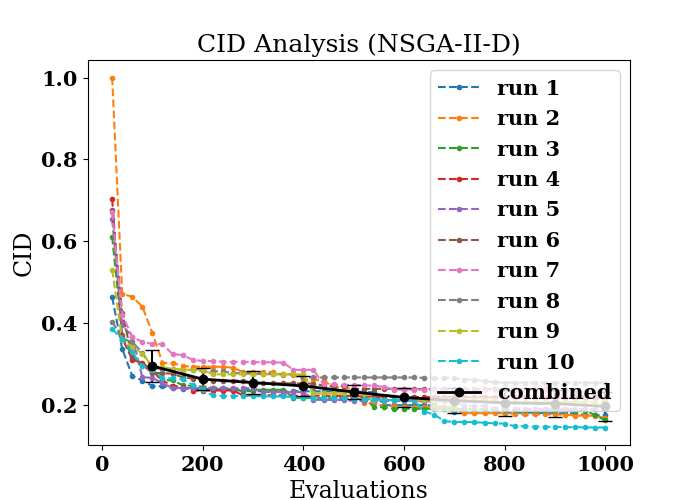 CID Analysis (NSGA-II-D)
CID
1.0
0.8
0.6
0.4
0.2
0
200
400
600
800
1000
Evaluations
run 1
run 2
run 3
run 4
run 5
run 6
run 7
run 8
run 9
run 10
combined